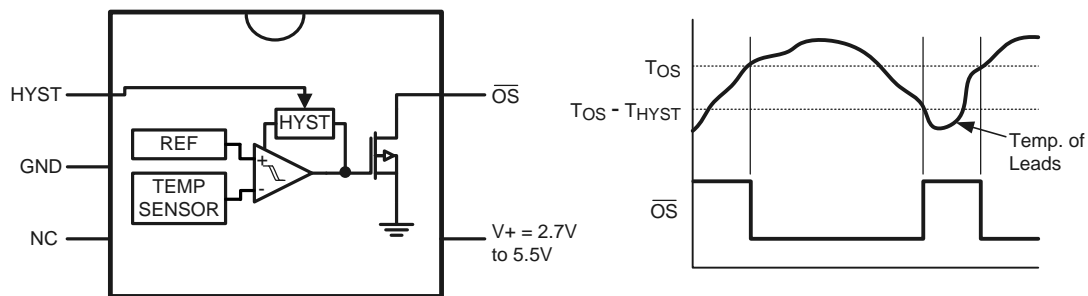 HYST
GND
NC
HYST
REF
TEMP
SENSOR
+
-
OS
V+ = 2.7V
to 5.5V
TOS
TOS - THYST
Temp. of
Leads
OS